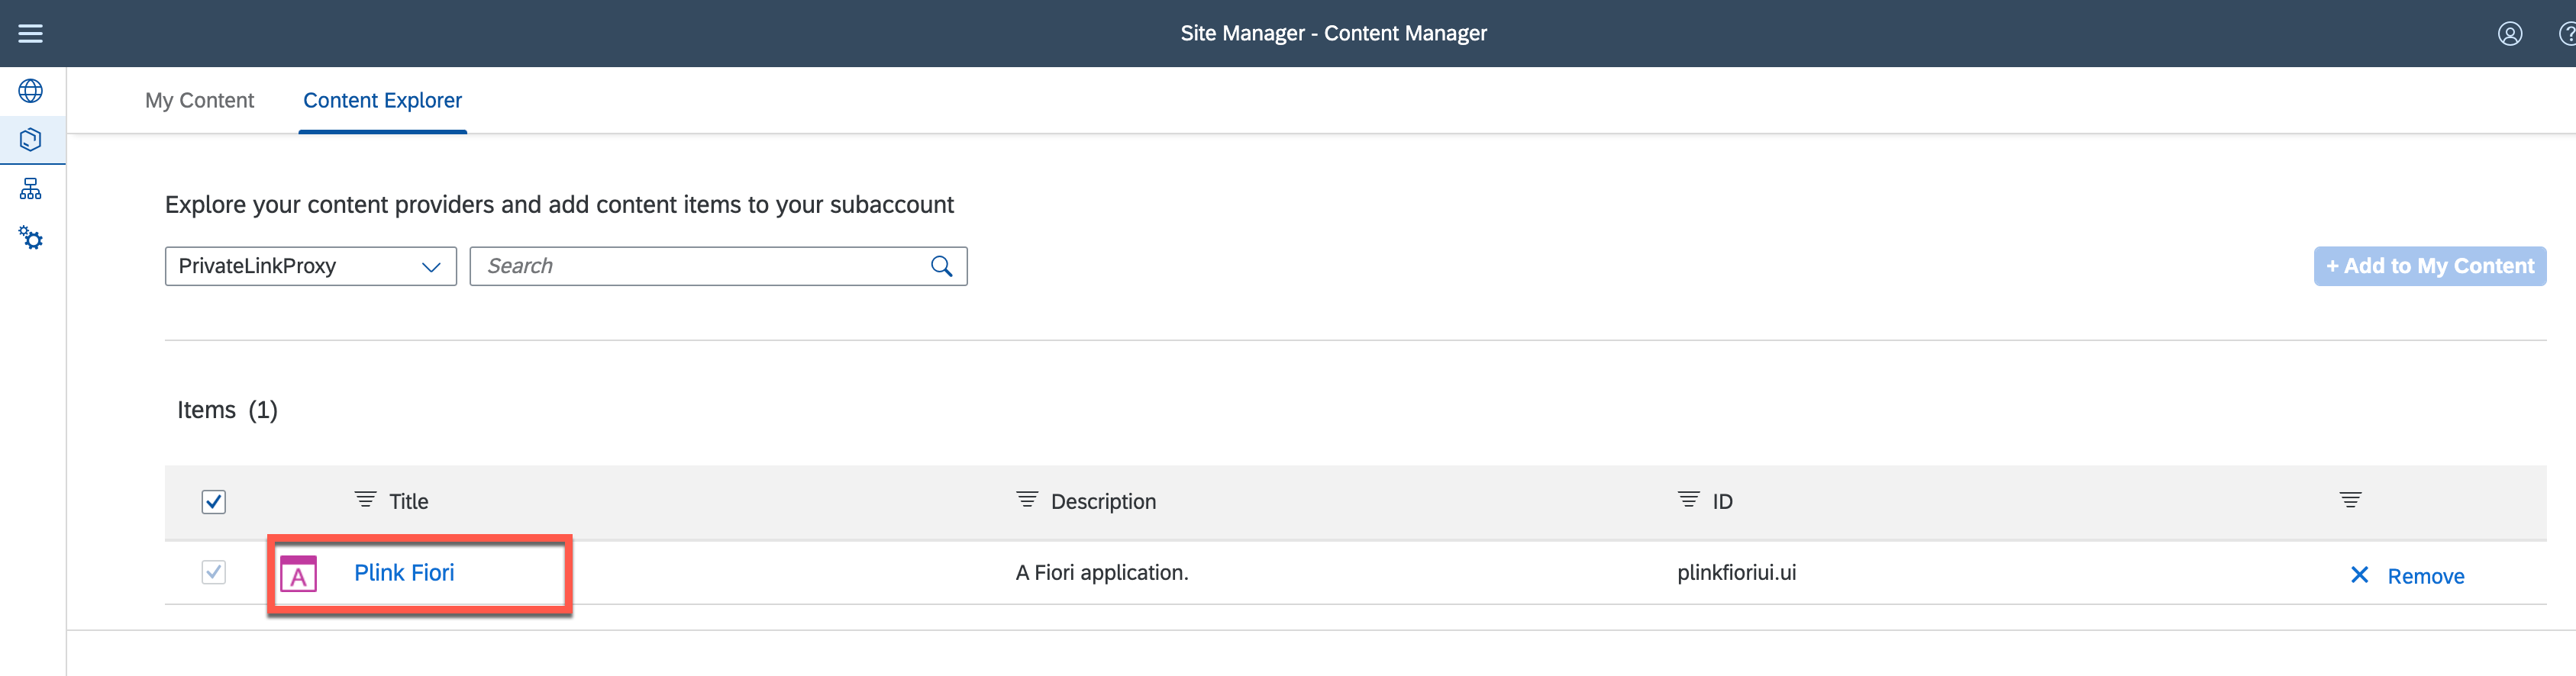 Site Manager - Content Manager
?
My Content
Content Explorer
Explore your content providers and add content items to your subaccount
PrivateLinkProxy
Search
+ Add to My Content
Items (1)
Title Description ID
A Plink Fiori A Fiori application. plinkfioriui.ui Remove